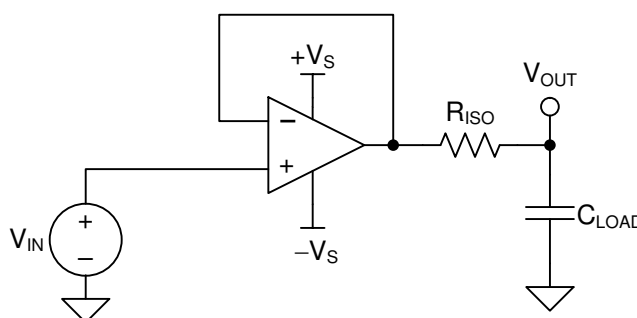 +V_S
V_OUT
R_ISO
−
+
V_IN
+
−
C_LOAD
−V_S